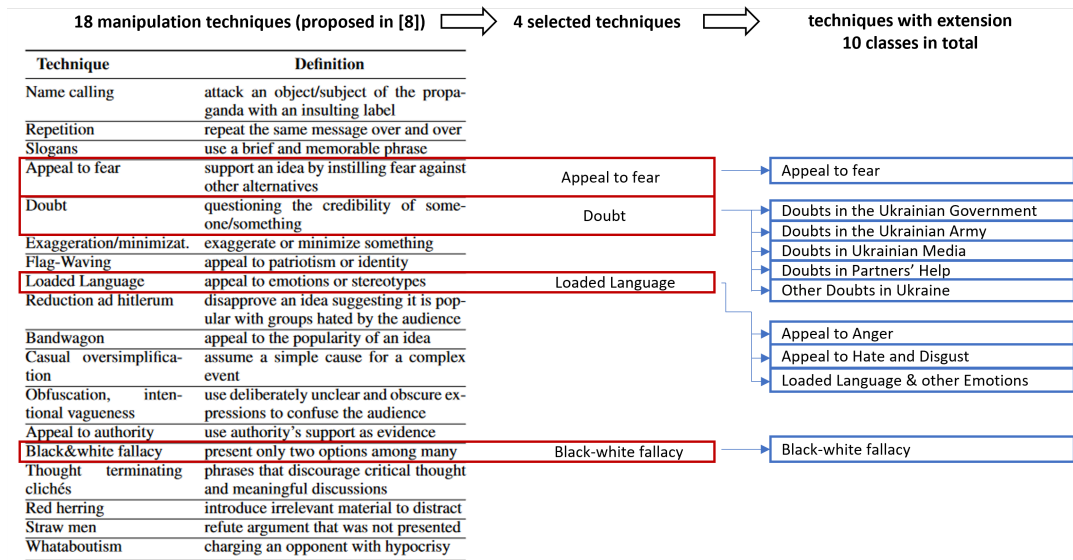 18 manipulation techniques (proposed in [8])
4 selected techniques
techniques with extension
10 classes in total
Technique Definition
Name calling attack an object/subject of the propa-
ganda with an insulting label
Repetition repeat the same message over and over
Slogans use a brief and memorable phrase
Appeal to fear support an idea by instilling fear against
other alternatives
Doubt questioning the credibility of some-
one/something
Exaggeration/minimizat. exaggerate or minimize something
Flag-Waving appeal to patriotism or identity
Loaded Language appeal to emotions or stereotypes
Reduction ad hitlerum disapprove an idea suggesting it is pop-
ular with groups hated by the audience
Bandwagon appeal to the popularity of an idea
Casual oversimplifica- assume a simple cause for a complex
tion event
Obfuscation, inten- use deliberately unclear and obscure ex-
tional vagueness pressions to confuse the audience
Appeal to authority use authority's support as evidence
Black&white fallacy present only two options among many
Thought terminating phrases that discourage critical thought
clichés and meaningful discussions
Red herring introduce irrelevant material to distract
Straw men refute argument that was not presented
Whataboutism charging an opponent with hypocrisy
Appeal to fear
Doubt
Loaded Language
Black-white fallacy
Appeal to fear
Doubts in the Ukrainian Government
Doubts in the Ukrainian Army
Doubts in Ukrainian Media
Doubts in Partners' Help
Other Doubts in Ukraine
Appeal to Anger
Appeal to Hate and Disgust
Loaded Language & other Emotions
Black-white fallacy